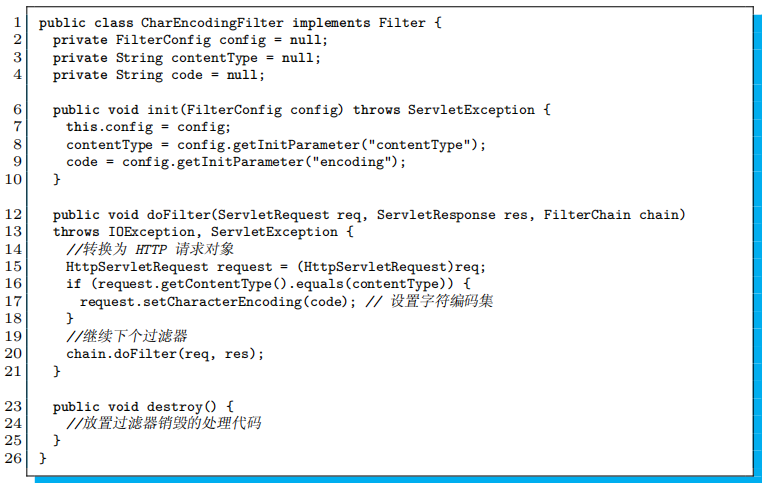 1 public class CharEncodingFilter implements Filter {
2 private FilterConfig config = null;
3 private String contentType = null;
4 private String code = null;
6 public void init(FilterConfig config) throws ServletException {
7 this.config = config;
8 contentType = config.getInitParameter("contentType");
9 code = config.getInitParameter("encoding");
10 }
12 public void doFilter(ServletRequest req, ServletResponse res, FilterChain chain)
13 throws IOException, ServletException {
14 //转换为 HTTP 请求对象
15 HttpServletRequest request = (HttpServletRequest)req;
16 if (request.getContentType().equals(contentType)) {
17 request.setCharacterEncoding(code); // 设置字符编码集
18 }
19 //继续下个过滤器
20 chain.doFilter(req, res);
21 }
23 public void destroy() {
24 //放置过滤器销毁的处理代码
25 }
26 }